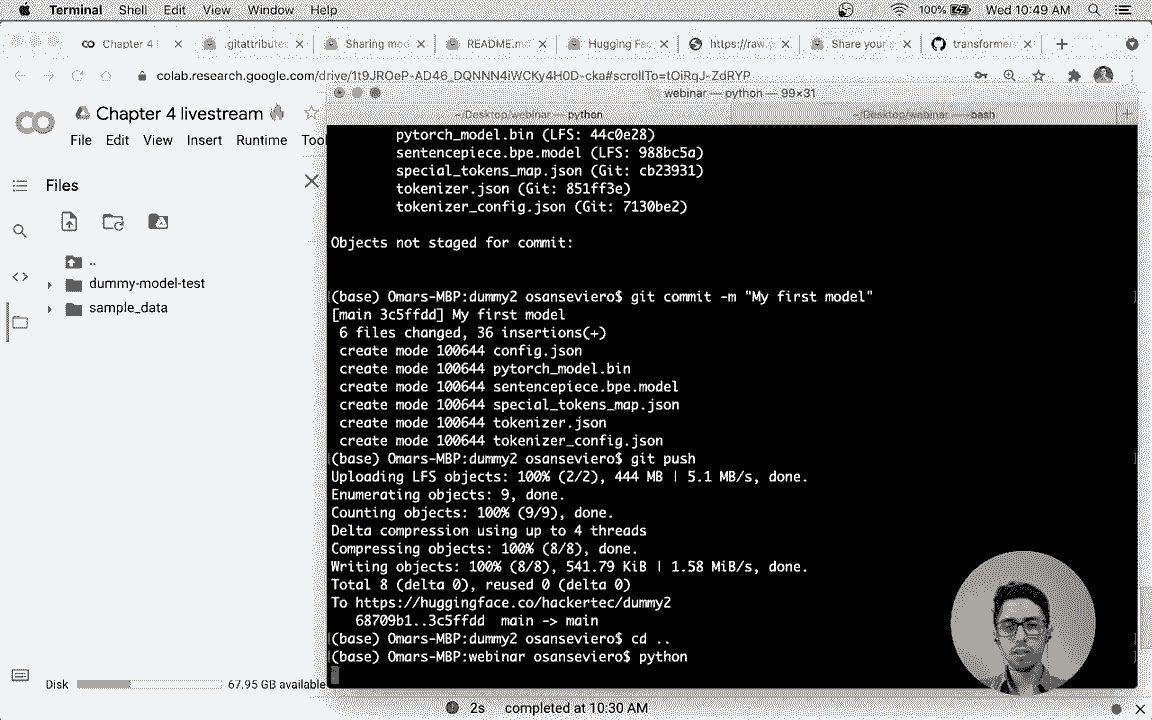 Terminal Shell Edit View Window Help 100% Wed 10:49 AM
Chapter 4 l .gitattribute Sharing mod README.md Hugging Fac https://raw.g Share your p transformer
colab.research.google.com/drive/1t9JROeP-AD46_DQNNN4iWCKy4H0D-cka#scrollTo=tOiRqJ-ZdRYP
webinar — python — 99×31
~/Desktop/webinar — python ~/Desktop/webinar — -bash
Chapter 4 livestream
File Edit View Insert Runtime Too
Files
..
dummy-model-test
sample_data
Disk 67.95 GB available
pytorch_model.bin (LFS: 44c0e28)
sentencepiece.bpe.model (LFS: 988bc5a)
special_tokens_map.json (Git: cb23931)
tokenizer.json (Git: 851ff3e)
tokenizer_config.json (Git: 7130be2)
Objects not staged for commit:
(base) Omars-MBP:dummy2 osanseviero$ git commit -m "My first model"
[main 3c5ffdd] My first model
6 files changed, 36 insertions(+)
create mode 100644 config.json
create mode 100644 pytorch_model.bin
create mode 100644 sentencepiece.bpe.model
create mode 100644 special_tokens_map.json
create mode 100644 tokenizer.json
create mode 100644 tokenizer_config.json
(base) Omars-MBP:dummy2 osanseviero$ git push
Uploading LFS objects: 100% (2/2), 444 MB | 5.1 MB/s, done.
Enumerating objects: 9, done.
Counting objects: 100% (9/9), done.
Delta compression using up to 4 threads
Compressing objects: 100% (8/8), done.
Writing objects: 100% (8/8), 541.79 KiB | 1.58 MiB/s, done.
Total 8 (delta 0), reused 0 (delta 0)
To https://huggingface.co/hackertec/dummy2
68709b1..3c5ffdd main -> main
(base) Omars-MBP:dummy2 osanseviero$ cd ..
(base) Omars-MBP:webinar osanseviero$ python
2s completed at 10:30 AM